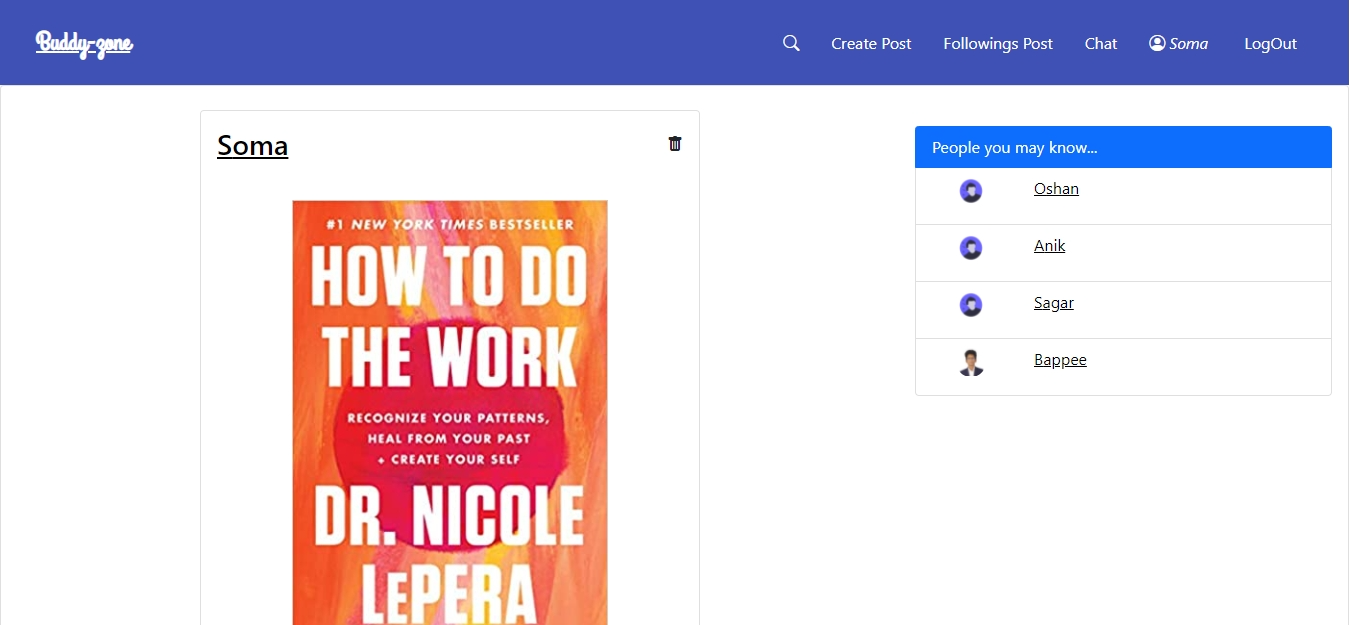 Buddy-zone
Create Post
Followings Post
Chat
Soma
LogOut
Soma
#1 NEW YORK TIMES BESTSELLER
HOW TO DO
THE WORK
RECOGNIZE YOUR PATTERNS,
HEAL FROM YOUR PAST
+ CREATE YOUR SELF
DR. NICOLE
LEPERA
People you may know...
Oshan
Anik
Sagar
Bappee